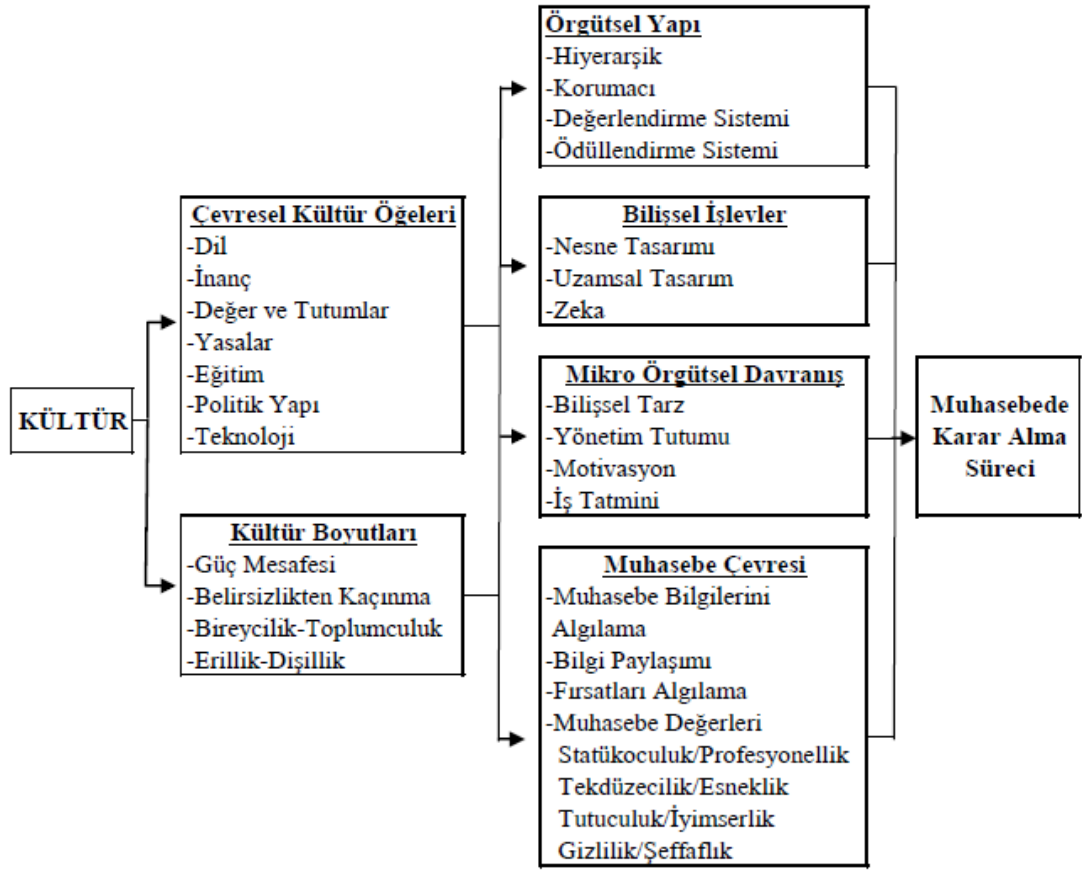 KÜLTÜR
Çevresel Kültür Öğeleri
-Dil
-İnanç
-Değer ve Tutumlar
-Yasalar
-Eğitim
-Politik Yapı
-Teknoloji
Kültür Boyutları
-Güç Mesafesi
-Belirsizlikten Kaçınma
-Bireycilik-Toplumculuk
-Erillik-Dişillik
Örgütsel Yapı
-Hiyerarşik
-Korumacı
-Değerlendirme Sistemi
-Ödüllendirme Sistemi
Bilişsel İşlevler
-Nesne Tasarımı
-Uzamsal Tasarım
-Zeka
Mikro Örgütsel Davranış
-Bilişsel Tarz
-Yönetim Tutumu
-Motivasyon
-İş Tatmini
Muhasebe Çevresi
-Muhasebe Bilgilerini
Algılama
-Bilgi Paylaşımı
-Fırsatları Algılama
-Muhasebe Değerleri
Statükoculuk/Profesyonellik
Tekdüzecilik/Esneklik
Tutuculuk/İyimserlik
Gizlilik/Şeffaflık
Muhasebede
Karar Alma
Süreci